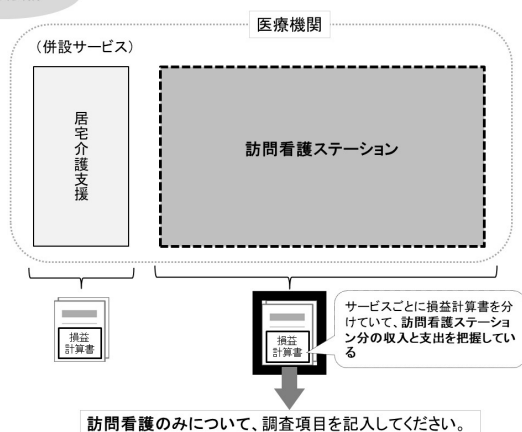 医療機関
（併設サービス）
居宅介護支援
訪問看護ステーション
損益
計算書
損益
計算書
サービスごとに損益計算書を分
けていて、訪問看護ステーショ
ン分の収入と支出を把握してい
る
訪問看護のみについて、調査項目を記入してください。